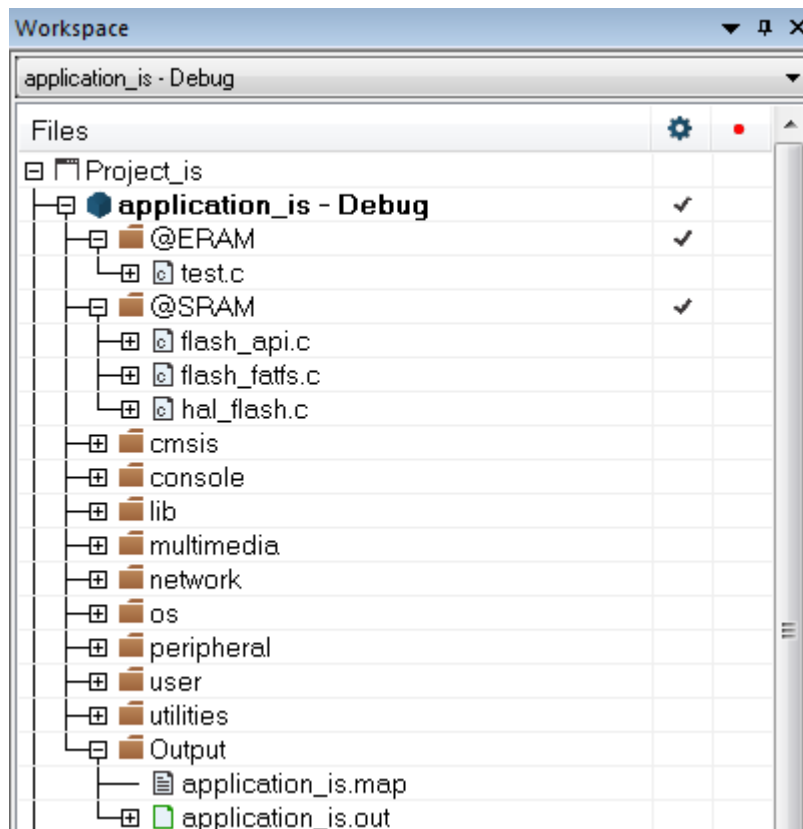 Workspace
application_is - Debug
Files
Project_is
application_is - Debug
@ERAM
test.c
@SRAM
flash_api.c
flash_fatfs.c
hal_flash.c
cmsis
console
lib
multimedia
network
os
peripheral
user
utilities
Output
application_is.map
application_is.out